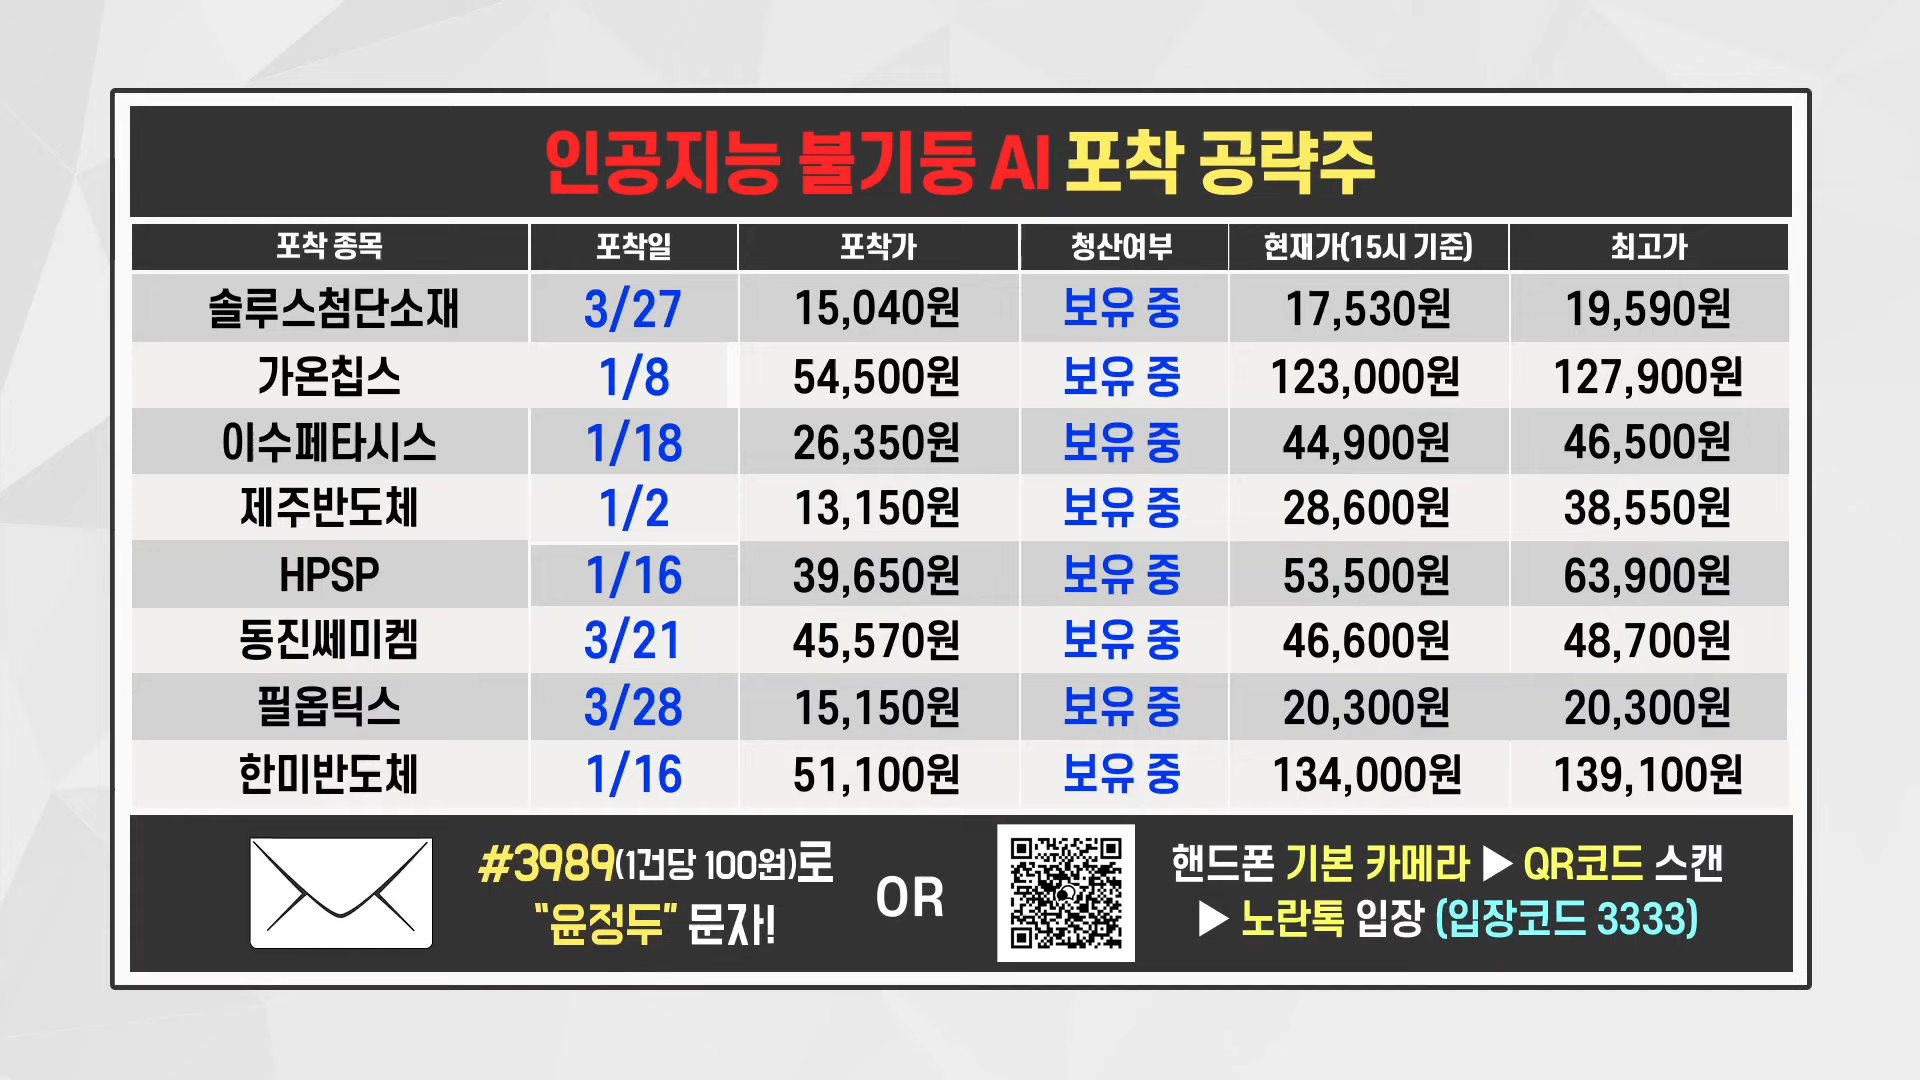 인공지능 불기둥 AI 포착 공략주
포착 종목 포착일 포착가 청산여부 현재가(15시 기준) 최고가
솔루스첨단소재 3/27 15,040원 보유 중 17,530원 19,590원
가온칩스 1/8 54,500원 보유 중 123,000원 127,900원
이수페타시스 1/18 26,350원 보유 중 44,900원 46,500원
제주반도체 1/2 13,150원 보유 중 28,600원 38,550원
HPSP 1/16 39,650원 보유 중 53,500원 63,900원
동진쎄미켐 3/21 45,570원 보유 중 46,600원 48,700원
필옵틱스 3/28 15,150원 보유 중 20,300원 20,300원
한미반도체 1/16 51,100원 보유 중 134,000원 139,100원
#3989(1건당 100원)로
"윤정두" 문자!
OR
핸드폰 기본 카메라 ▶ QR코드 스캔
▶ 노란톡 입장 (입장코드 3333)